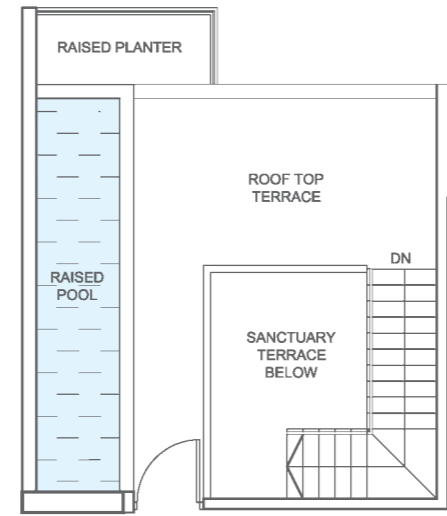 RAISED PLANTER
ROOF TOP
TERRACE
DN
RAISED
POOL
SANCTUARY
TERRACE
BELOW